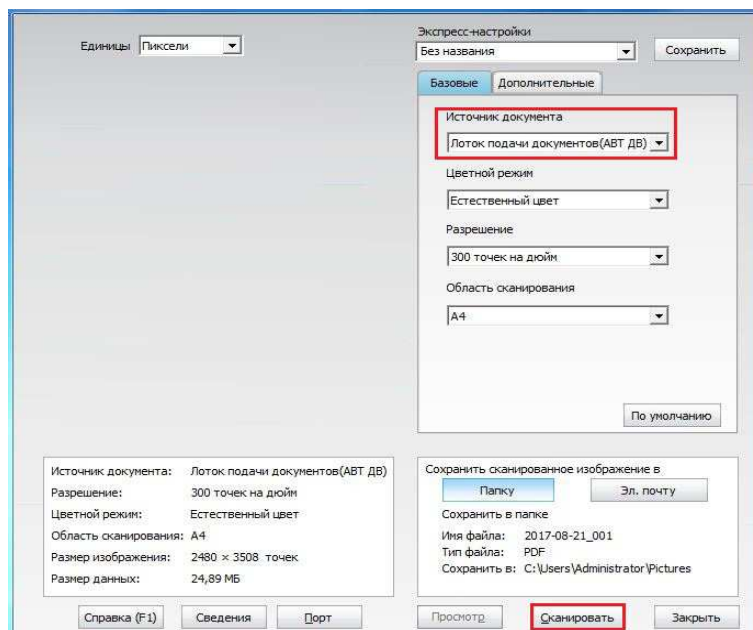 Единицы Пиксели
Экспресс-настройки
Без названия Сохранить
Базовые Дополнительные
Источник документа
Лоток подачи документов(АВТ ДВ)
Цветной режим
Естественный цвет
Разрешение
300 точек на дюйм
Область сканирования
A4
По умолчанию
Источник документа: Лоток подачи документов(АВТ ДВ)
Разрешение: 300 точек на дюйм
Цветной режим: Естественный цвет
Область сканирования: A4
Размер изображения: 2480 × 3508 точек
Размер данных: 24,89 МБ
Сохранить сканированное изображение в
Папку Эл. почту
Сохранить в папке
Имя файла: 2017-08-21_001
Тип файла: PDF
Сохранить в: C:\Users\Administrator\Pictures
Справка (F1) Сведения Порт Просмотр Сканировать Закрыть